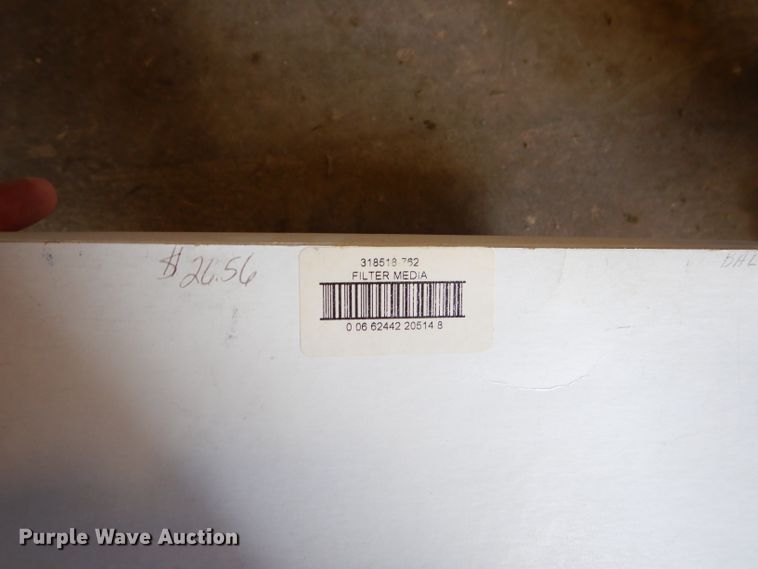 $ 26.56
318518-762
FILTER MEDIA
0 06 62442 20514 8
Purple Wave Auction